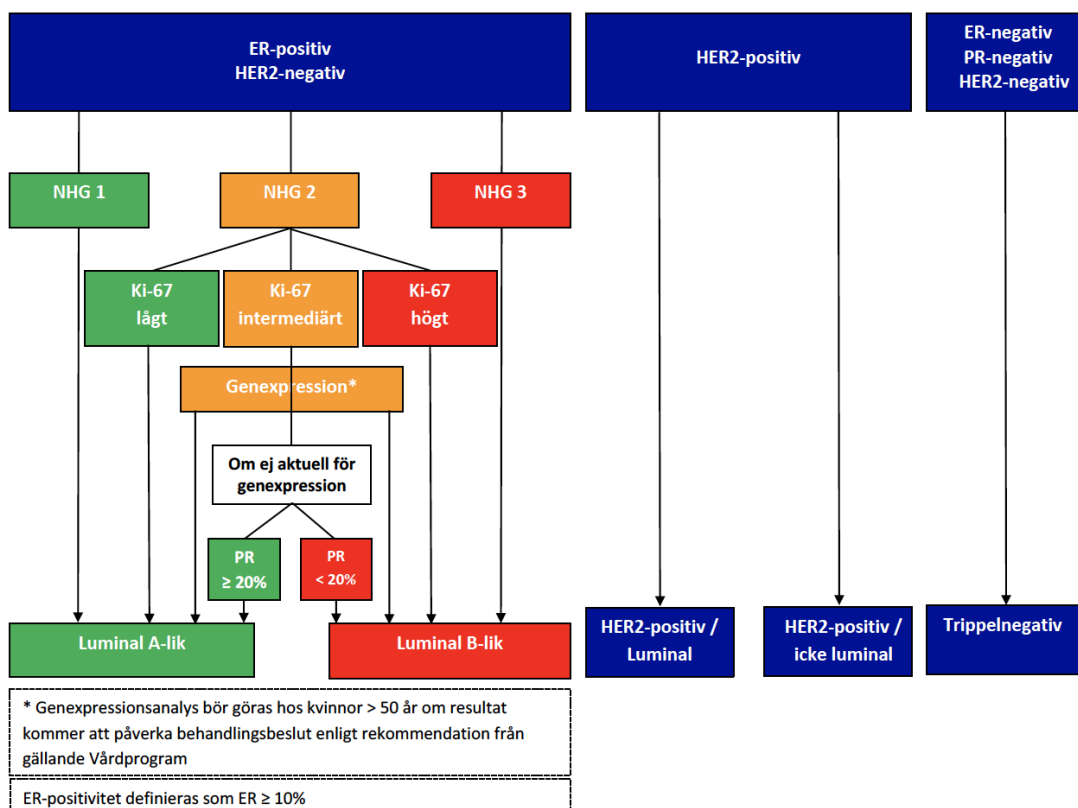 ER-positiv
HER2-negativ
HER2-positiv
ER-negativ
PR-negativ
HER2-negativ
NHG 1
NHG 2
NHG 3
Ki-67
lågt
Ki-67
intermediärt
Ki-67
högt
Genexpression*
Om ej aktuell för
genexpression
PR
≥ 20%
PR
< 20%
Luminal A-lik
Luminal B-lik
HER2-positiv /
Luminal
HER2-positiv /
icke luminal
Trippelnegativ
* Genexpressionsanalys bör göras hos kvinnor > 50 år om resultat
kommer att påverka behandlingsbeslut enligt rekommendation från
gällande Vårdprogram
ER-positivitet definieras som ER ≥ 10%